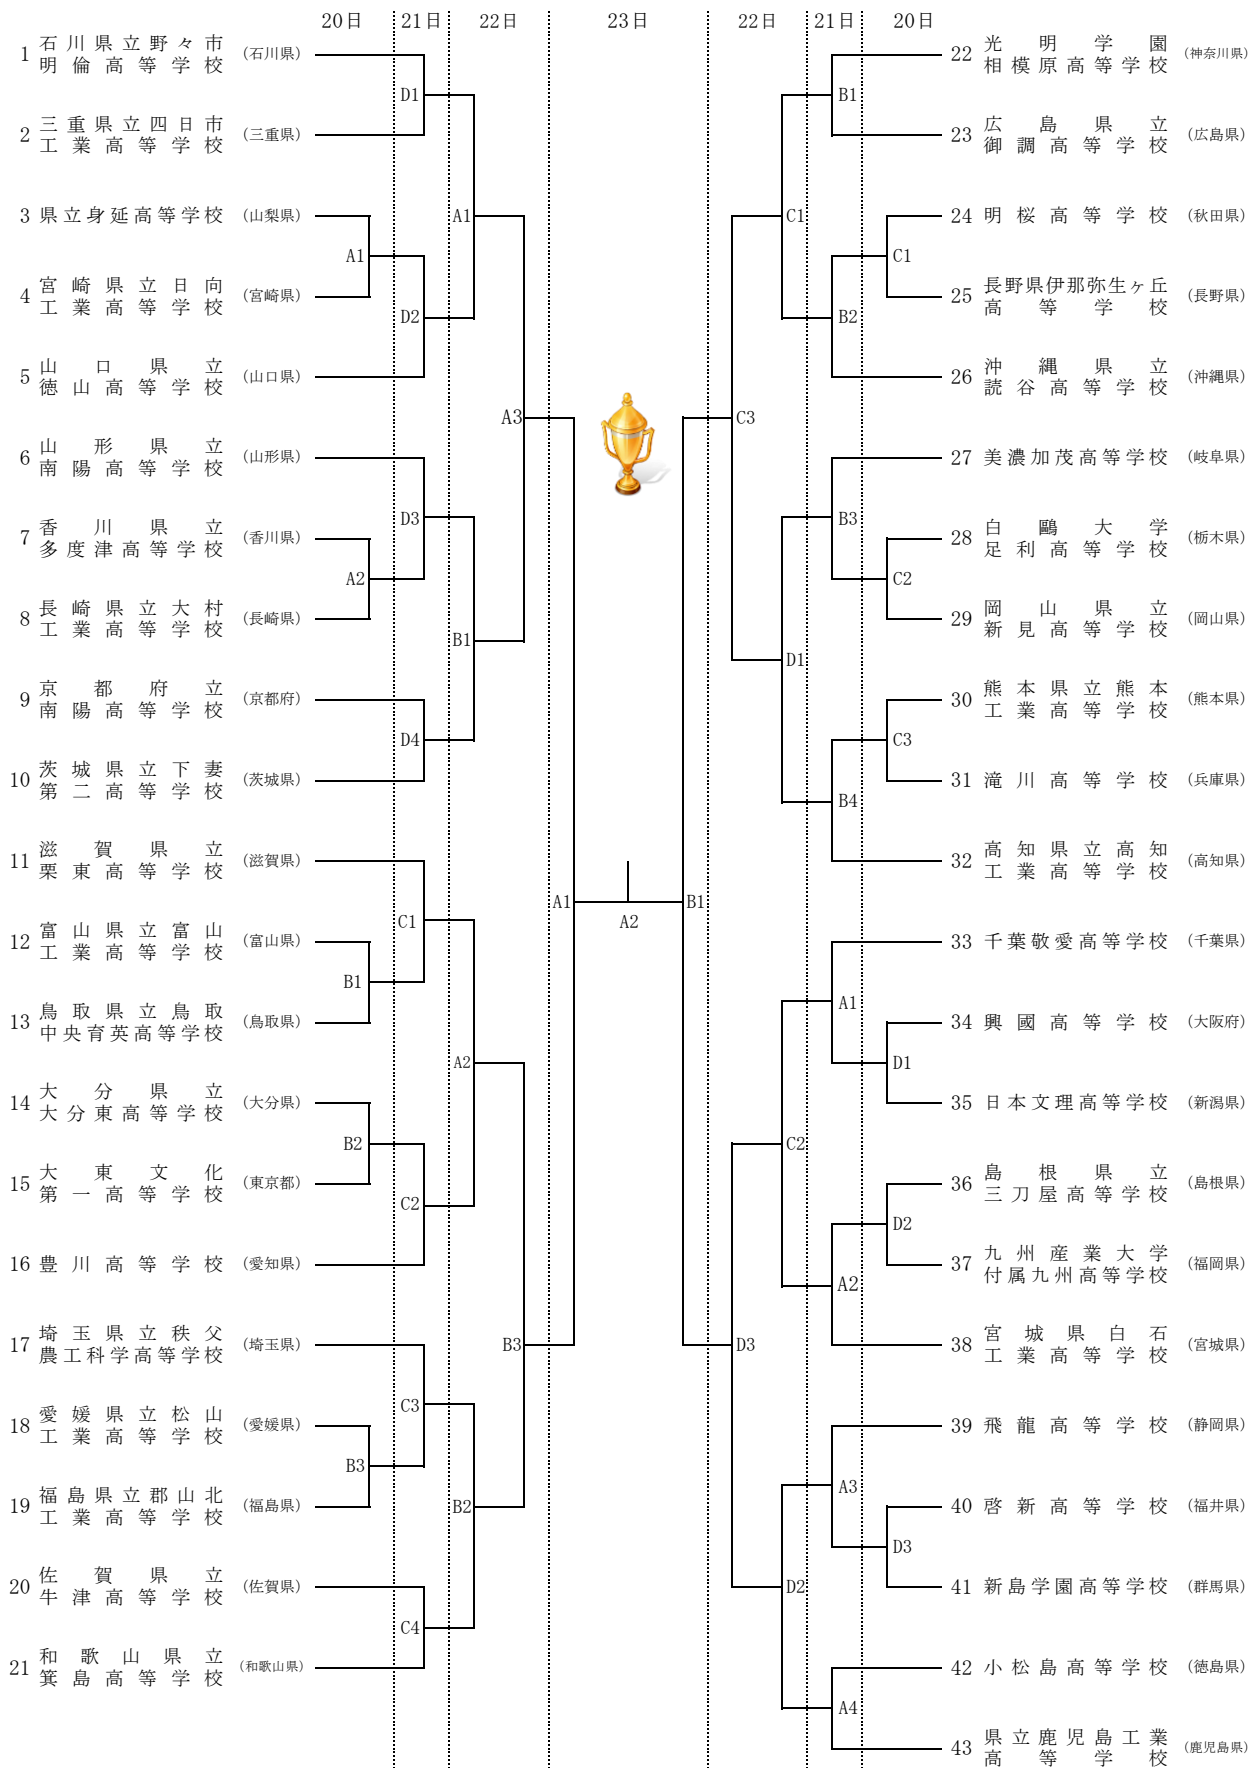 20日 21日 22日 23日 22日 21日 20日
1 石川県立野々市
明倫高等学校 (石川県)
2 三重県立四日市
工業高等学校 (三重県)
3 県立身延高等学校 (山梨県)
4 宮崎県立日向
工業高等学校 (宮崎県)
5 山口県立
徳山高等学校 (山口県)
6 山形県立
南陽高等学校 (山形県)
7 香川県立
多度津高等学校 (香川県)
8 長崎県立大村
工業高等学校 (長崎県)
9 京都府立
南陽高等学校 (京都府)
10 茨城県立下妻
第二高等学校 (茨城県)
11 滋賀県立
栗東高等学校 (滋賀県)
12 富山県立富山
工業高等学校 (富山県)
13 鳥取県立鳥取
中央育英高等学校 (鳥取県)
14 大分県立
大分東高等学校 (大分県)
15 大東文化
第一高等学校 (東京都)
16 豊川高等学校 (愛知県)
17 埼玉県立秩父
農工科学高等学校 (埼玉県)
18 愛媛県立松山
工業高等学校 (愛媛県)
19 福島県立郡山北
工業高等学校 (福島県)
20 佐賀県立
牛津高等学校 (佐賀県)
21 和歌山県立
箕島高等学校 (和歌山県)
A1
A2
B1
B2
B3
D1
D2
D3
D4
C1
C2
C3
C4
A1
B1
A2
B2
A3
B3
A1
A2
B1
C3
D3
C1
D1
C2
D2
B1
B2
B3
B4
A1
A2
A3
A4
C1
C2
C3
D1
D2
D3
22 光明学園
相模原高等学校 (神奈川県)
23 広島県立
御調高等学校 (広島県)
24 明桜高等学校 (秋田県)
25 長野県伊那弥生ヶ丘
高等学校 (長野県)
26 沖縄県立
読谷高等学校 (沖縄県)
27 美濃加茂高等学校 (岐阜県)
28 白鷗大学
足利高等学校 (栃木県)
29 岡山県立
新見高等学校 (岡山県)
30 熊本県立熊本
工業高等学校 (熊本県)
31 滝川高等学校 (兵庫県)
32 高知県立高知
工業高等学校 (高知県)
33 千葉敬愛高等学校 (千葉県)
34 興國高等学校 (大阪府)
35 日本文理高等学校 (新潟県)
36 島根県立
三刀屋高等学校 (島根県)
37 九州産業大学
付属九州高等学校 (福岡県)
38 宮城県白石
工業高等学校 (宮城県)
39 飛龍高等学校 (静岡県)
40 啓新高等学校 (福井県)
41 新島学園高等学校 (群馬県)
42 小松島高等学校 (徳島県)
43 県立鹿児島工業
高等学校 (鹿児島県)